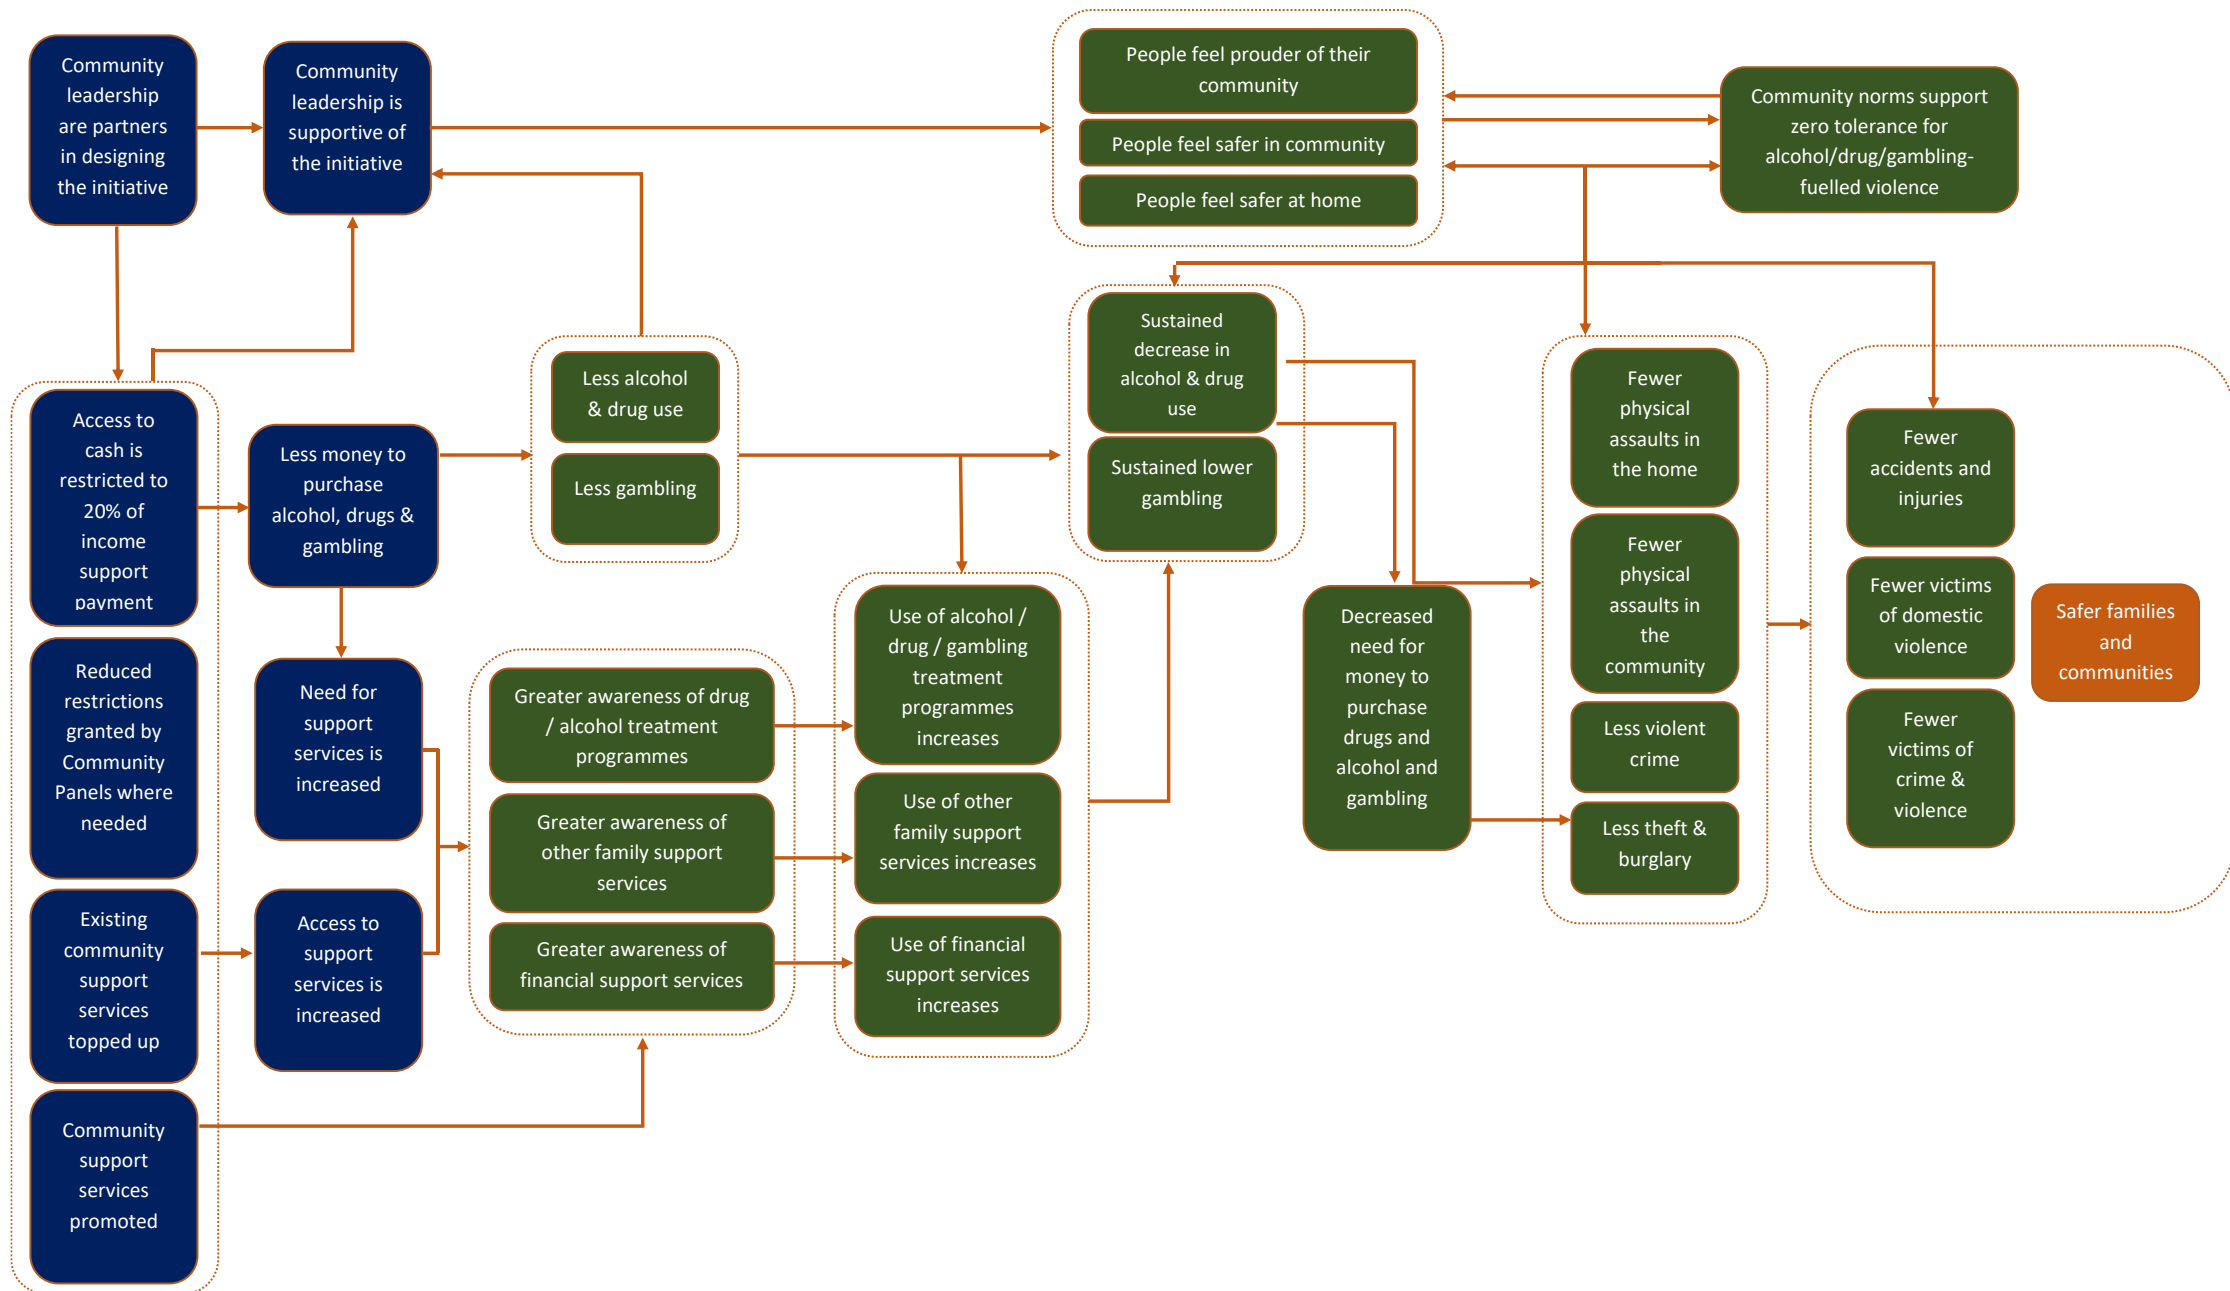 Community
leadership
are partners
in designing
the initiative
Community
leadership is
supportive of
the initiative
People feel prouder of their
community
People feel safer in community
People feel safer at home
Community norms support
zero tolerance for
alcohol/drug/gambling-
fuelled violence
Access to
cash is
restricted to
20% of
income
support
payment
Reduced
restrictions
granted by
Community
Panels where
needed
Existing
community
support
services
topped up
Community
support
services
promoted
Less money to
purchase
alcohol, drugs &
gambling
Need for
support
services is
increased
Access to
support
services is
increased
Less alcohol
& drug use
Less gambling
Greater awareness of drug
/ alcohol treatment
programmes
Greater awareness of
other family support
services
Greater awareness of
financial support services
Use of alcohol /
drug / gambling
treatment
programmes
increases
Use of other
family support
services increases
Use of financial
support services
increases
Sustained
decrease in
alcohol & drug
use
Sustained lower
gambling
Decreased
need for
money to
purchase
drugs and
alcohol and
gambling
Fewer
physical
assaults in
the home
Fewer
physical
assaults in
the
community
Less violent
crime
Less theft &
burglary
Fewer
accidents and
injuries
Fewer victims
of domestic
violence
Fewer
victims of
crime &
violence
Safer families
and
communities